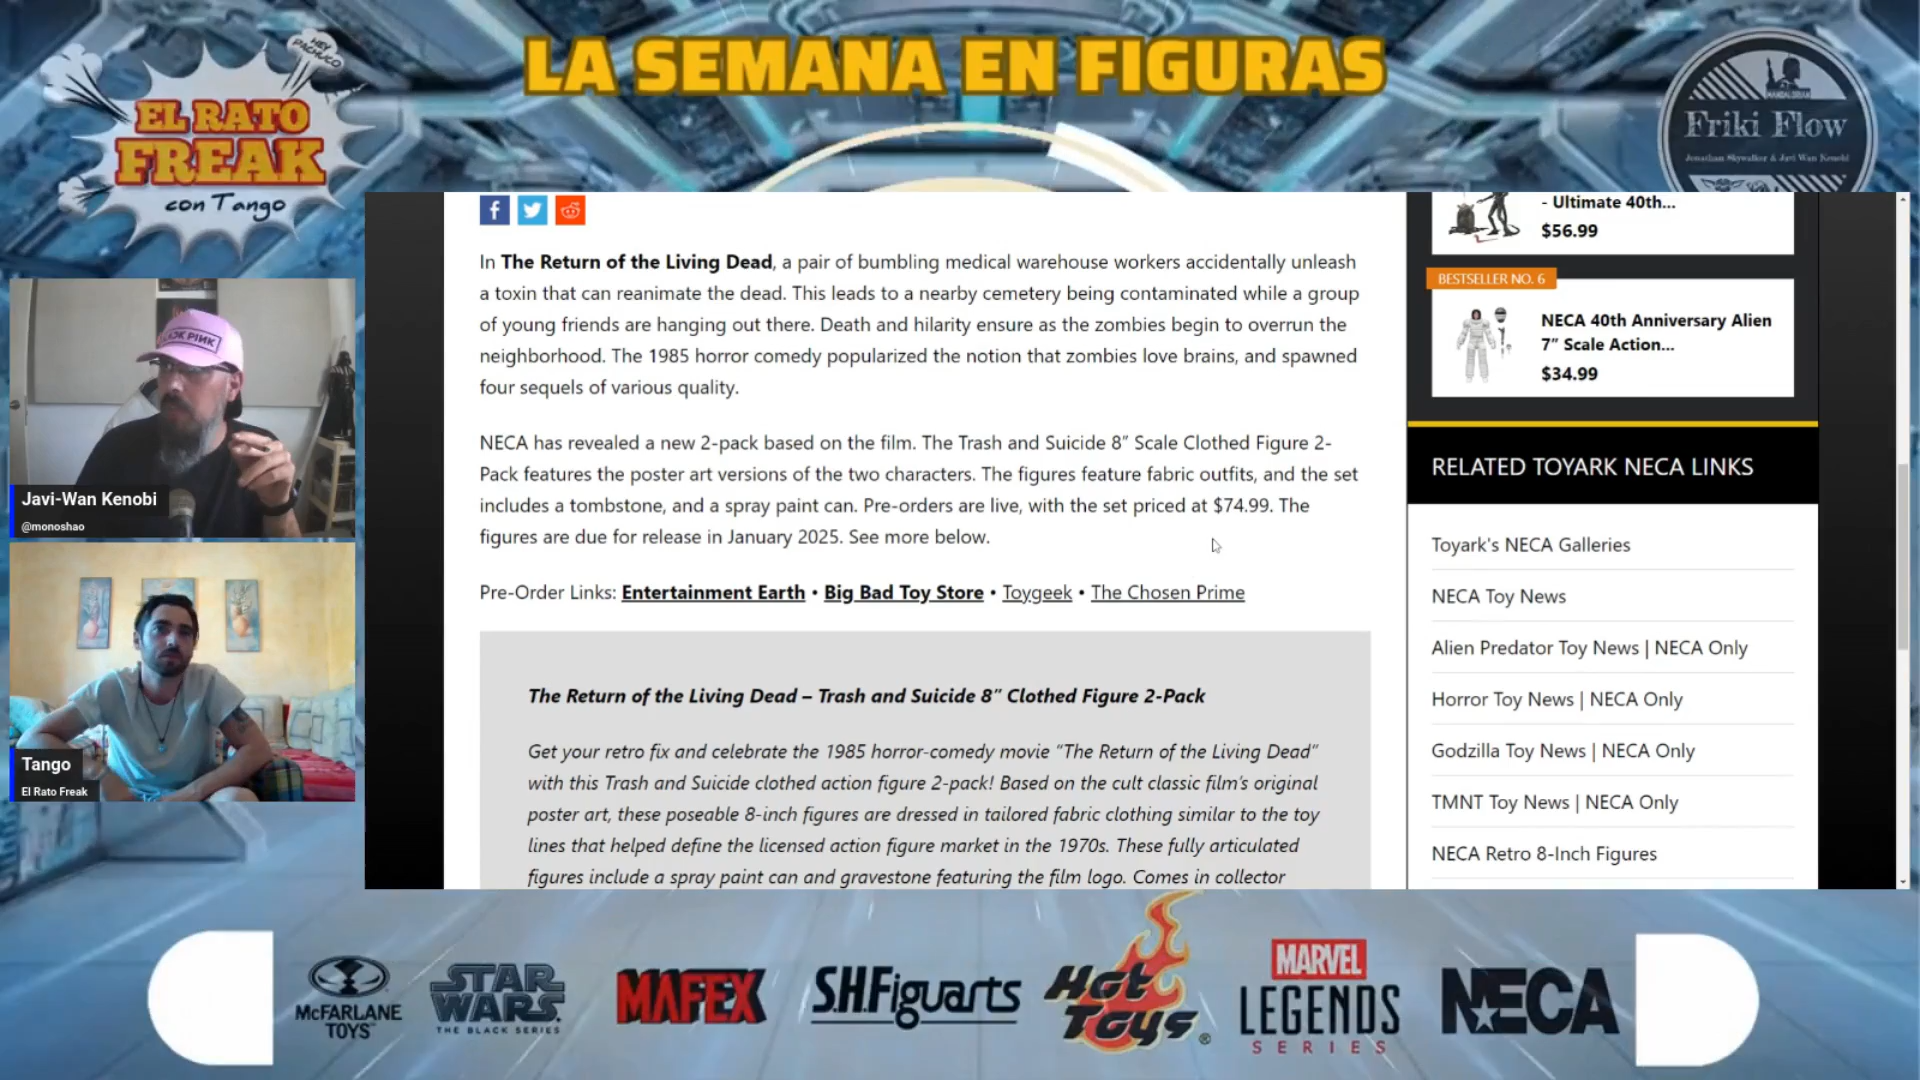 LA SEMANA EN FIGURAS
HEY PACHUCO
EL RATO
FREAK
con Tango
MANDALORIAN
Friki Flow
Jonathan Skywalker & Javi Wan Kenobi
In The Return of the Living Dead, a pair of bumbling medical warehouse workers accidentally unleash
a toxin that can reanimate the dead. This leads to a nearby cemetery being contaminated while a group
of young friends are hanging out there. Death and hilarity ensure as the zombies begin to overrun the
neighborhood. The 1985 horror comedy popularized the notion that zombies love brains, and spawned
four sequels of various quality.
NECA has revealed a new 2-pack based on the film. The Trash and Suicide 8” Scale Clothed Figure 2-
Pack features the poster art versions of the two characters. The figures feature fabric outfits, and the set
includes a tombstone, and a spray paint can. Pre-orders are live, with the set priced at $74.99. The
figures are due for release in January 2025. See more below.
Pre-Order Links: Entertainment Earth • Big Bad Toy Store • Toygeek • The Chosen Prime
The Return of the Living Dead – Trash and Suicide 8” Clothed Figure 2-Pack
Get your retro fix and celebrate the 1985 horror-comedy movie “The Return of the Living Dead”
with this Trash and Suicide clothed action figure 2-pack! Based on the cult classic film’s original
poster art, these poseable 8-inch figures are dressed in tailored fabric clothing similar to the toy
lines that helped define the licensed action figure market in the 1970s. These fully articulated
figures include a spray paint can and gravestone featuring the film logo. Comes in collector
- Ultimate 40th...
$56.99
BESTSELLER NO. 6
NECA 40th Anniversary Alien
7” Scale Action...
$34.99
RELATED TOYARK NECA LINKS
Toyark's NECA Galleries
NECA Toy News
Alien Predator Toy News | NECA Only
Horror Toy News | NECA Only
Godzilla Toy News | NECA Only
TMNT Toy News | NECA Only
NECA Retro 8-Inch Figures
Javi-Wan Kenobi
@monoshao
Tango
El Rato Freak
McFARLANE
TOYS
STAR
WARS
THE BLACK SERIES
MAFEX
S.H.Figuarts
Hot
Toys
MARVEL
LEGENDS
SERIES
NECA